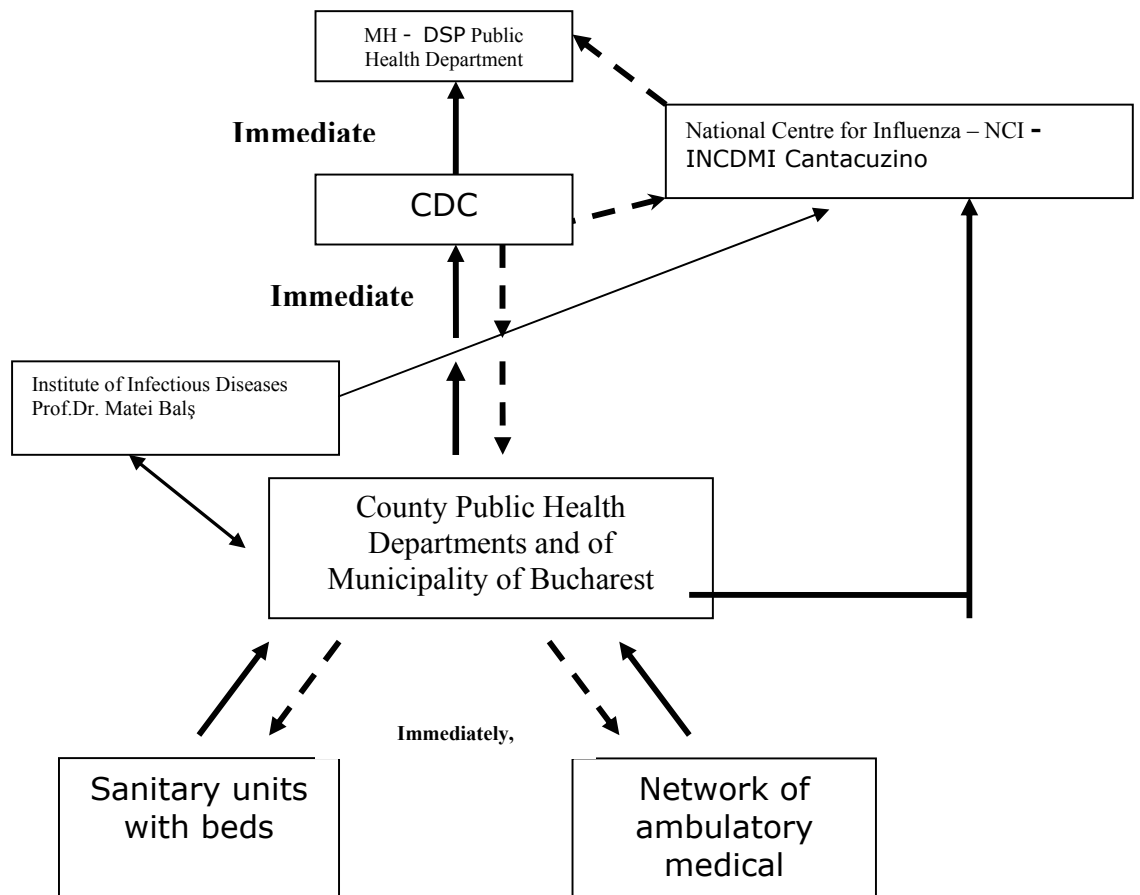 MH - DSP Public
Health Department
Immediate
National Centre for Influenza – NCI -
INCDMI Cantacuzino
CDC
Immediate
Institute of Infectious Diseases
Prof.Dr. Matei Balş
County Public Health
Departments and of
Municipality of Bucharest
Immediately,
Sanitary units
with beds
Network of
ambulatory
medical